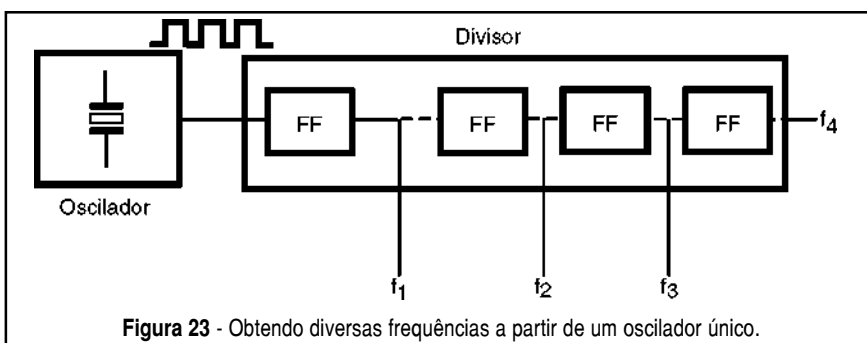 Divisor
FF
FF
FF
FF
f4
Oscilador
f1
f2
f3
Figura 23 - Obtendo diversas frequências a partir de um oscilador único.